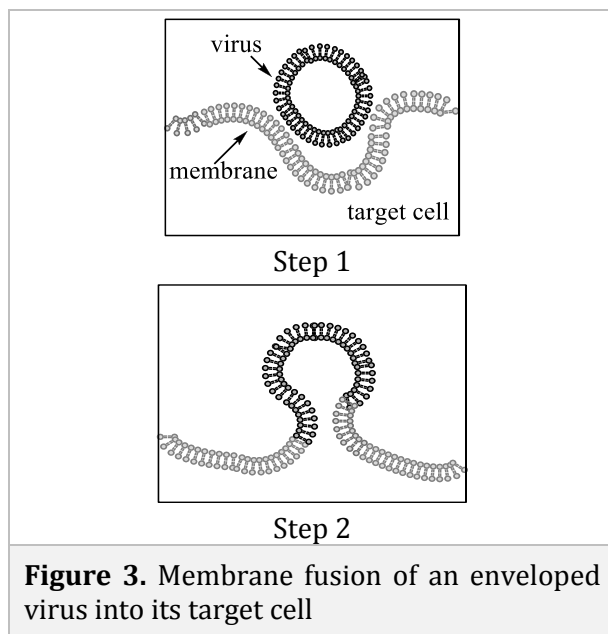 virus
membrane
target cell
Step 1
Step 2
Figure 3. Membrane fusion of an enveloped
virus into its target cell